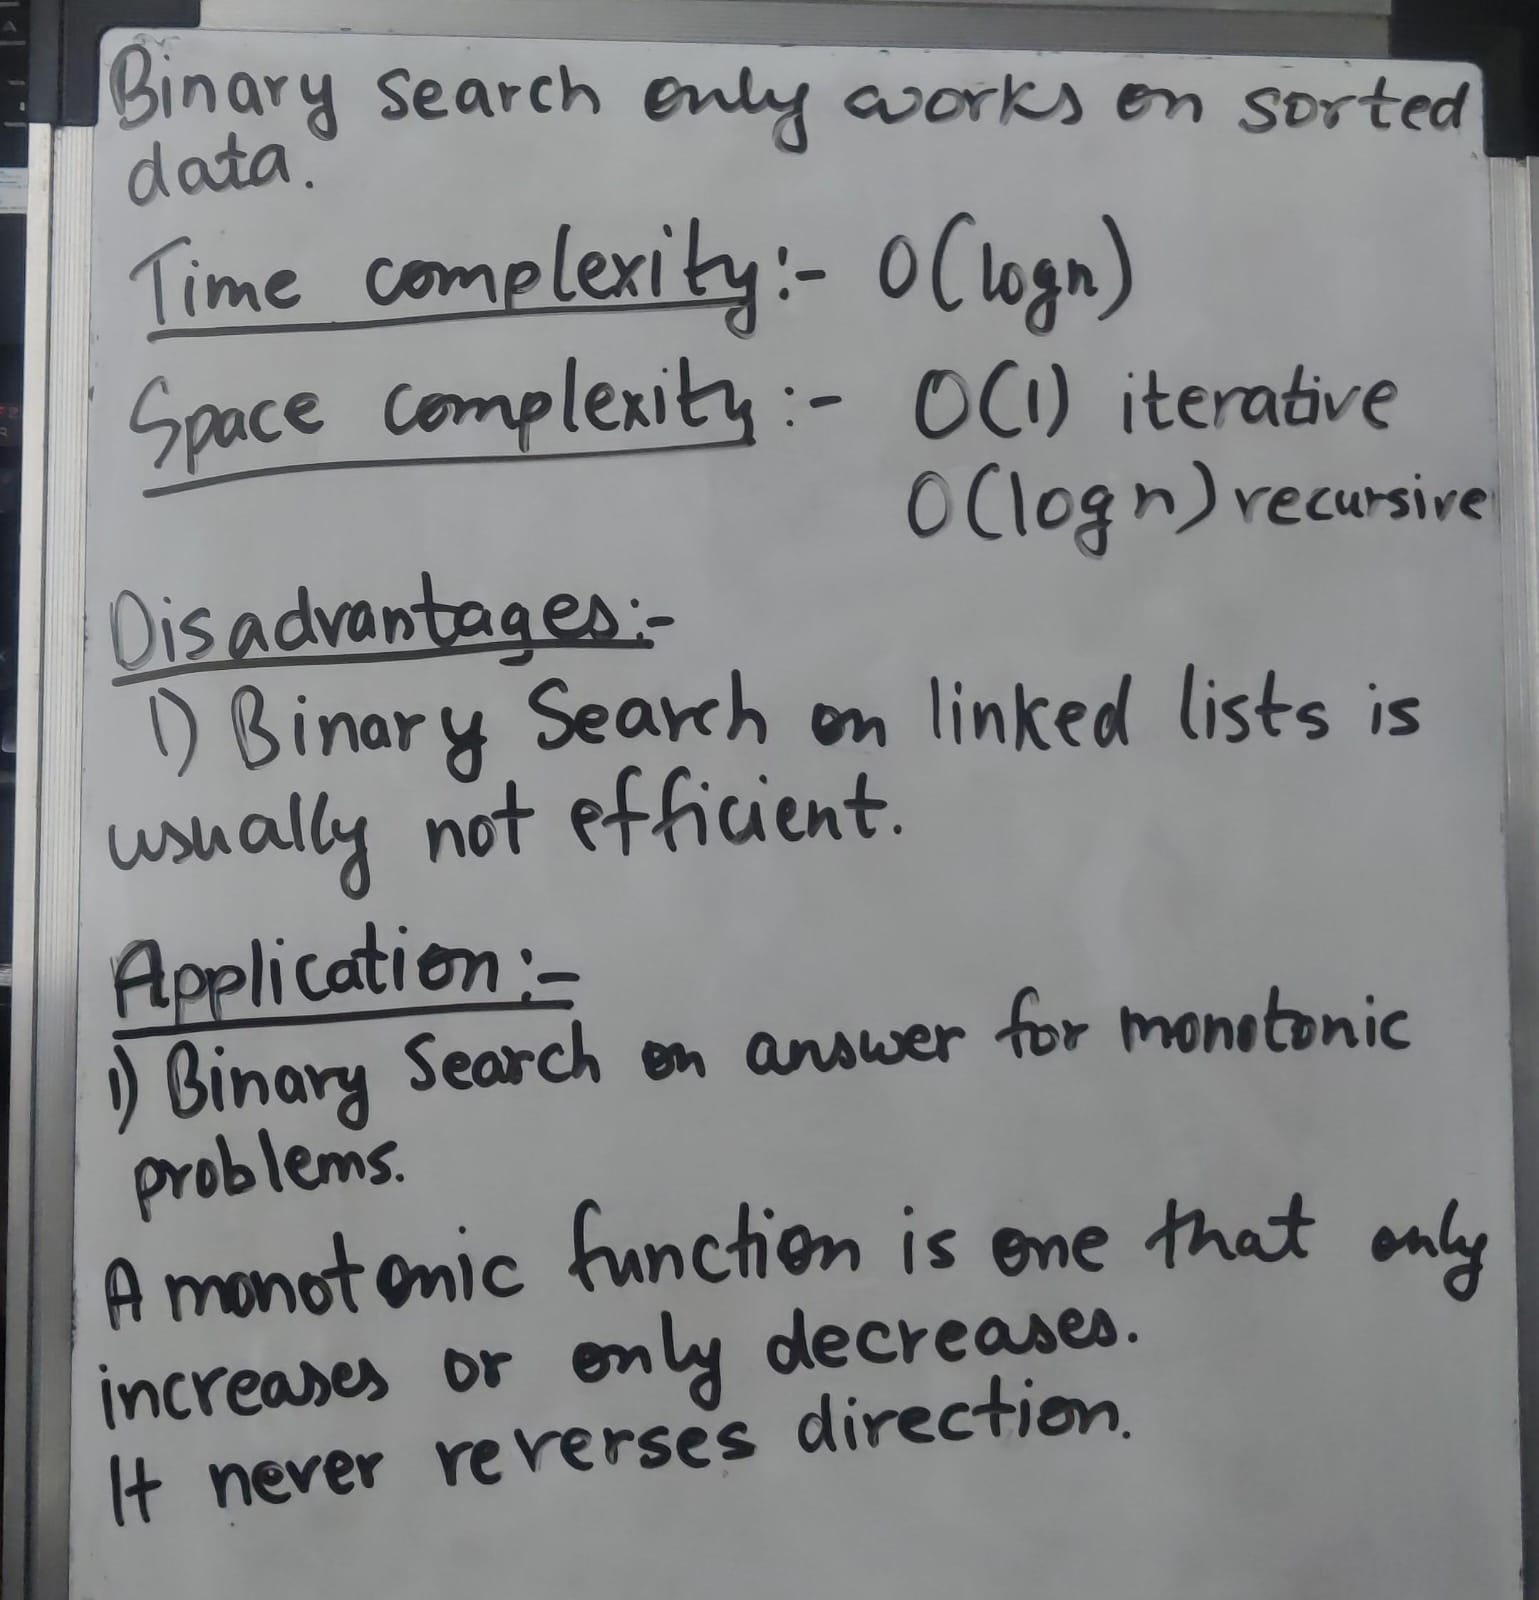 Binary search only works on sorted
data.
Time complexity:- O(logn)
Space complexity:- O(1) iterative
O(log n) recursive
Disadvantages:-
1) Binary Search on linked lists is
usually not efficient.
Application:-
1) Binary Search on answer for monotonic
problems.
A monotonic function is one that only
increases or only decreases.
It never reverses direction.